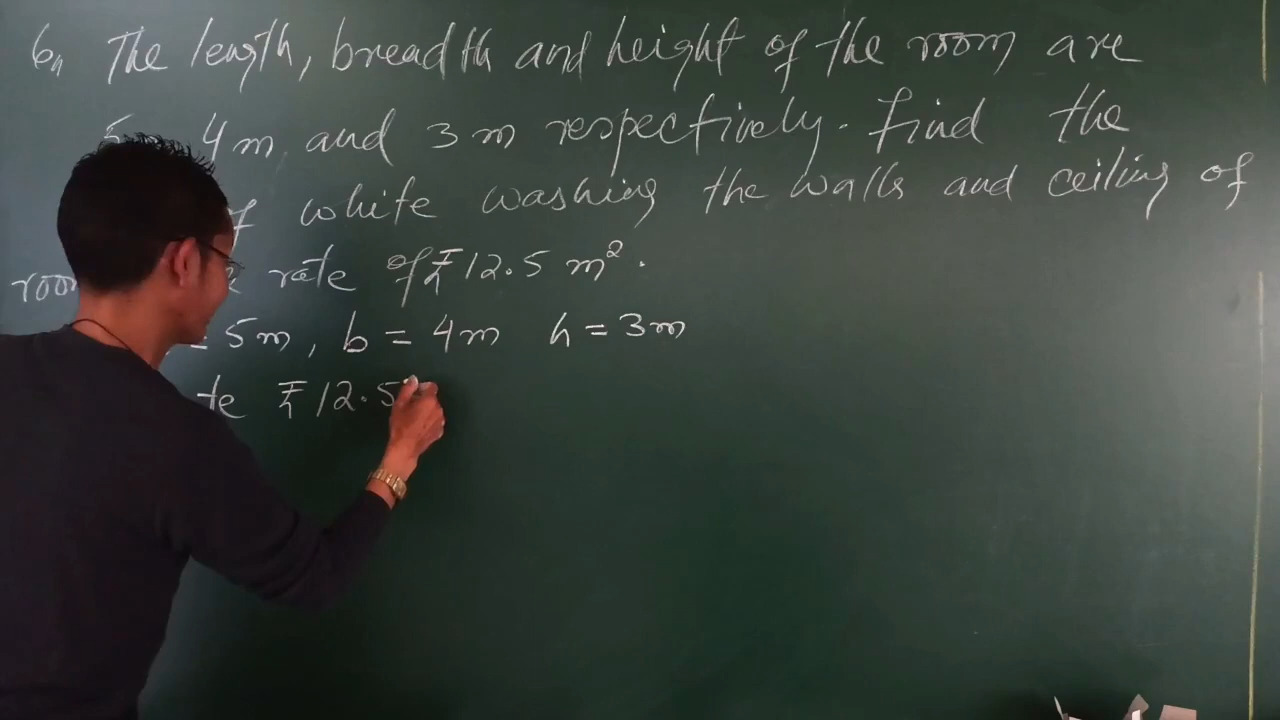 6, The length, breadth and height of the room are
4m and 3m respectively. Find the
white washing the walls and ceiling of
rate of ₹12.5 m².
= 5m, b = 4m h = 3m
₹12.5